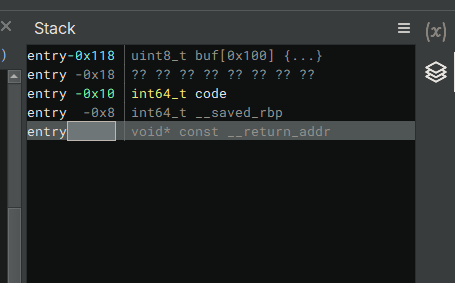 Stack
(x)
)
entry-0x118 uint8_t buf[0x100] {...}
entry -0x18 ?? ?? ?? ?? ?? ?? ?? ??
entry -0x10 int64_t code
entry -0x8 int64_t __saved_rbp
entry void* const __return_addr